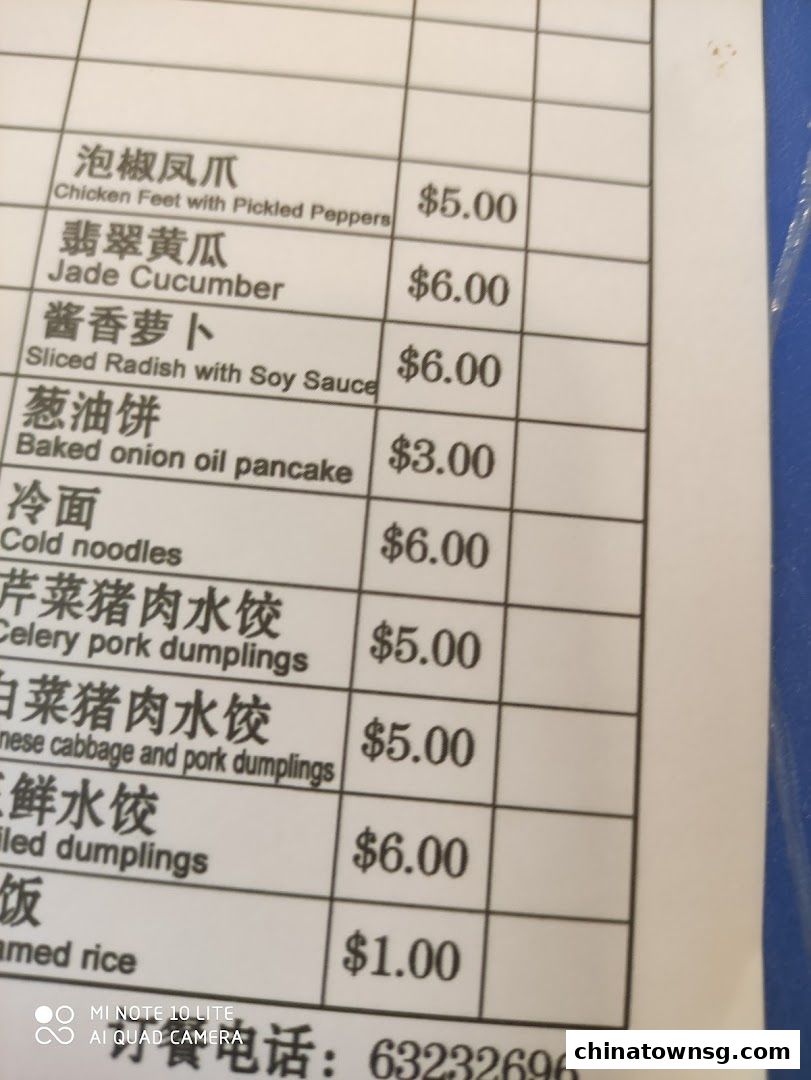 泡椒凤爪
Chicken Feet with Pickled Peppers
$5.00
翡翠黄瓜
Jade Cucumber
$6.00
酱香萝卜
Sliced Radish with Soy Sauce
$6.00
葱油饼
Baked onion oil pancake
$3.00
冷面
Cold noodles
$6.00
芹菜猪肉水饺
Celery pork dumplings
$5.00
白菜猪肉水饺
nese cabbage and pork dumplings
$5.00
鲜水饺
iled dumplings
$6.00
饭
amed rice
$1.00
订餐电话：63232696
MI NOTE 10 LITE
AI QUAD CAMERA
chinatownsg.com